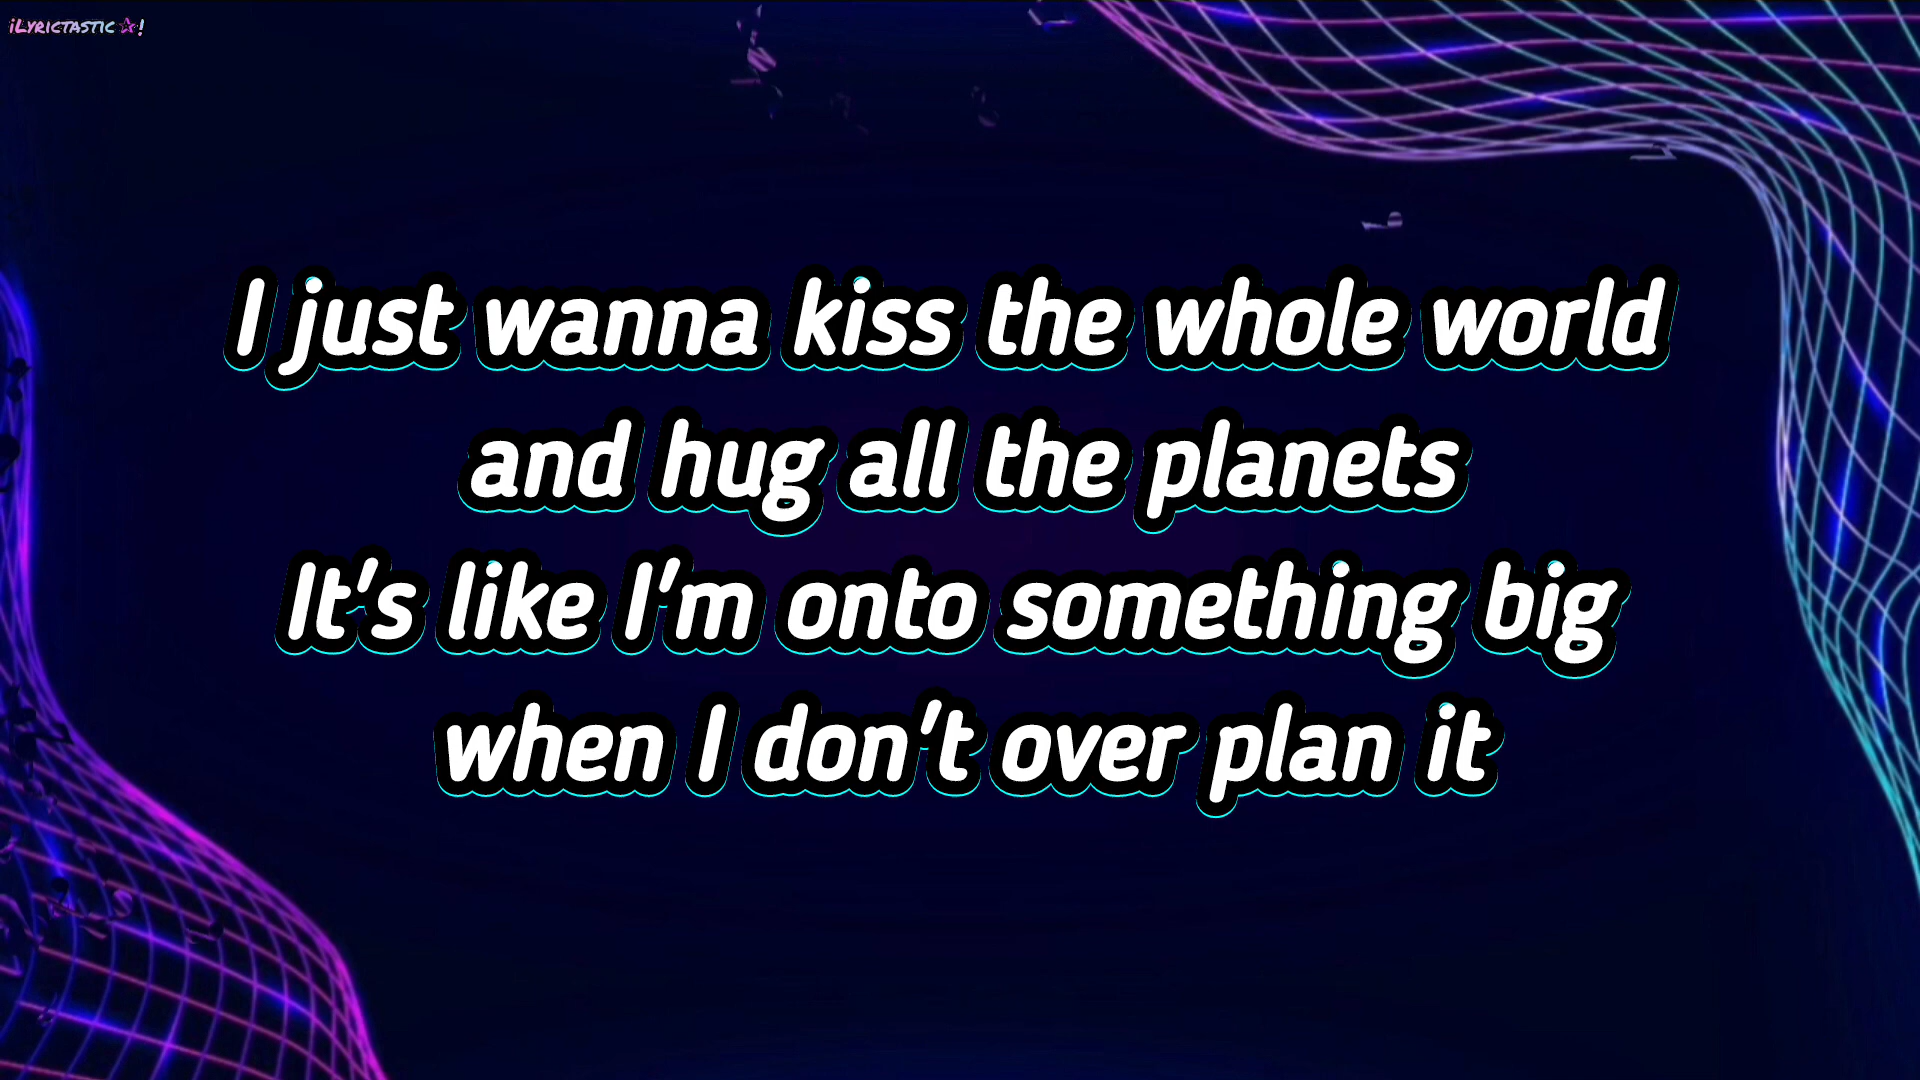 iLyrictastic☆!
I just wanna kiss the whole world
and hug all the planets
It's like I'm onto something big
when I don't over plan it